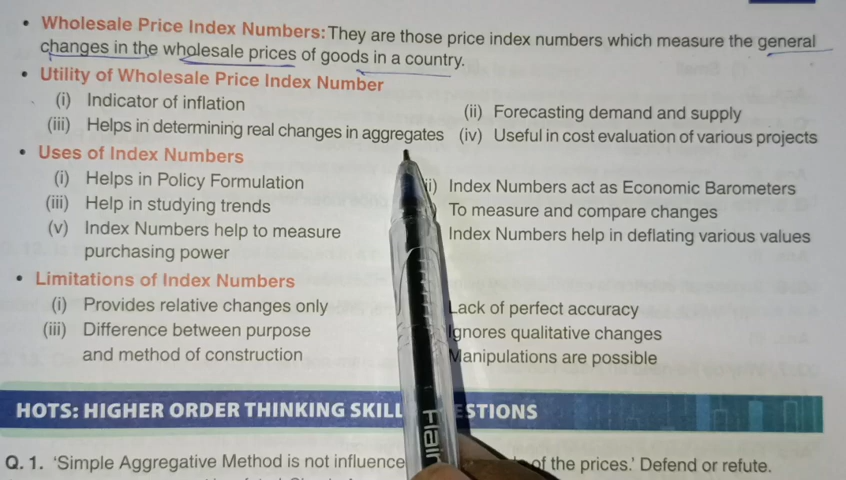 • Wholesale Price Index Numbers: They are those price index numbers which measure the general
changes in the wholesale prices of goods in a country.
• Utility of Wholesale Price Index Number
(i) Indicator of inflation
(ii) Forecasting demand and supply
(iii) Helps in determining real changes in aggregates
(iv) Useful in cost evaluation of various projects
• Uses of Index Numbers
(i) Helps in Policy Formulation
ii) Index Numbers act as Economic Barometers
(iii) Help in studying trends
To measure and compare changes
(v) Index Numbers help to measure
purchasing power
Index Numbers help in deflating various values
• Limitations of Index Numbers
(i) Provides relative changes only
Lack of perfect accuracy
(iii) Difference between purpose
and method of construction
Ignores qualitative changes
Manipulations are possible
HOTS: HIGHER ORDER THINKING SKILL ESTIONS
Q. 1. 'Simple Aggregative Method is not influence of the prices.' Defend or refute.
Flair